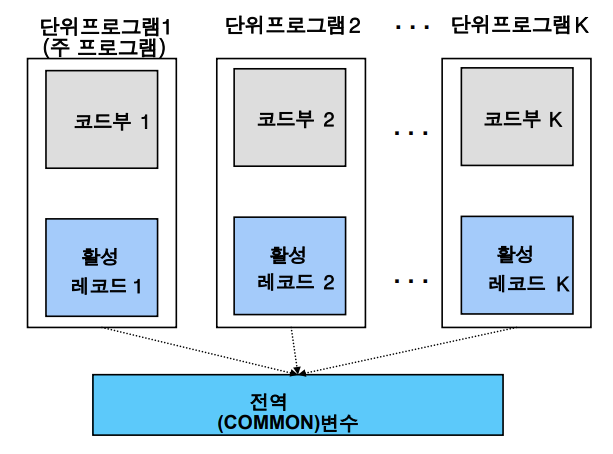 단위프로그램1
(주 프로그램)
단위프로그램2
· · ·
단위프로그램K
코드부 1
코드부 2
· · ·
코드부 K
활성
레코드1
활성
레코드 2
· · ·
활성
레코드 K
전역
(COMMON)변수